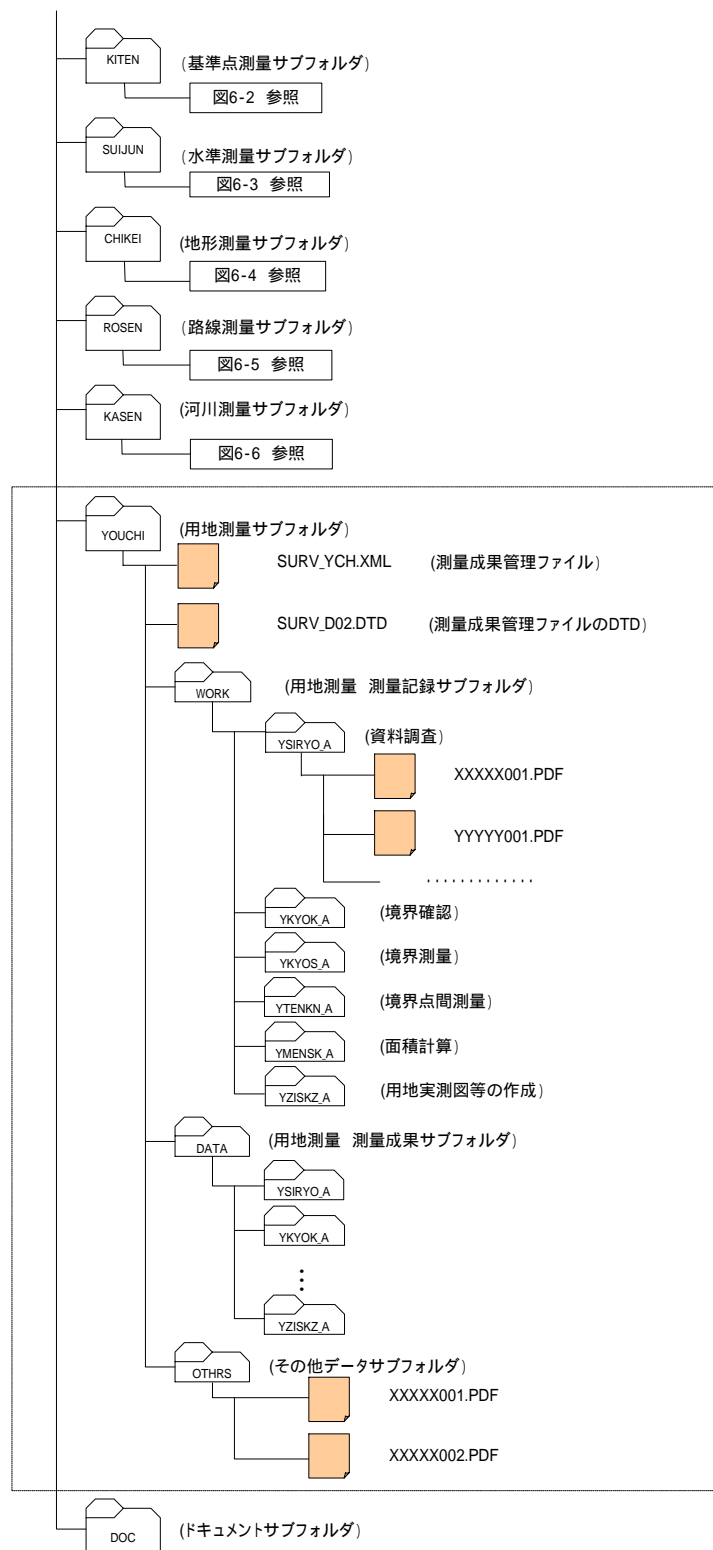 KITEN (基準点測量サブフォルダ)
図6-2 参照
SUIJUN (水準測量サブフォルダ)
図6-3 参照
CHIKEI (地形測量サブフォルダ)
図6-4 参照
ROSEN (路線測量サブフォルダ)
図6-5 参照
KASEN (河川測量サブフォルダ)
図6-6 参照
YOUCHI (用地測量サブフォルダ)
SURV_YCH.XML (測量成果管理ファイル)
SURV_D02.DTD (測量成果管理ファイルのDTD)
WORK (用地測量 測量記録サブフォルダ)
YSIRYO_A (資料調査)
XXXXX001.PDF
YYYYY001.PDF
·············
YKYOK_A (境界確認)
YKYOS_A (境界測量)
YTENKN_A (境界点間測量)
YMENSK_A (面積計算)
YZISKZ_A (用地実測図等の作成)
DATA (用地測量 測量成果サブフォルダ)
YSIRYO_A
YKYOK_A
⋮
YZISKZ_A
OTHRS (その他データサブフォルダ)
XXXXX001.PDF
XXXXX002.PDF
DOC (ドキュメントサブフォルダ)